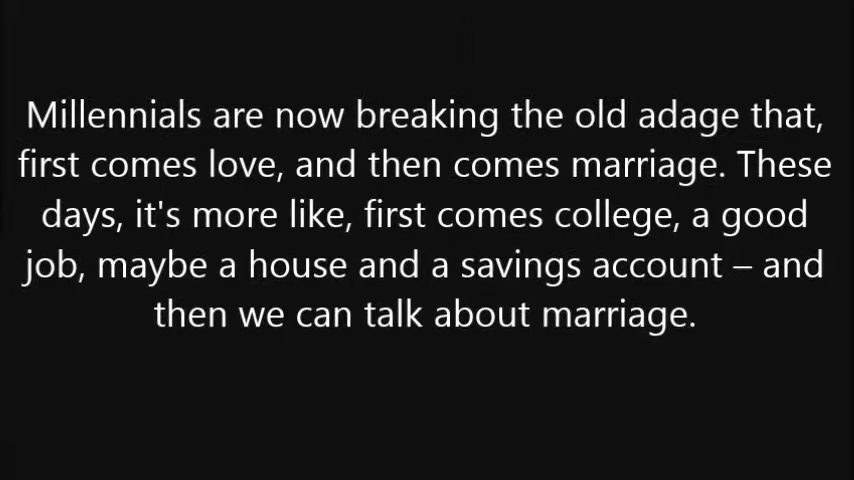 Millennials are now breaking the old adage that,
first comes love, and then comes marriage. These
days, it's more like, first comes college, a good
job, maybe a house and a savings account – and
then we can talk about marriage.